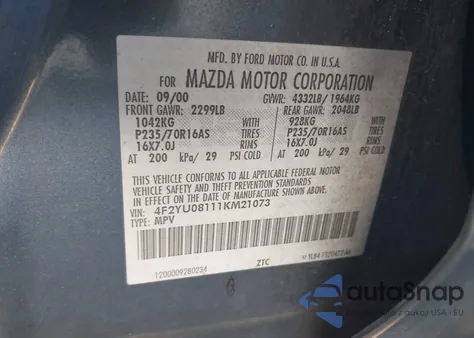 MFD. BY FORD MOTOR CO. IN U.S.A.
FOR MAZDA MOTOR CORPORATION
DATE: 09/00 GVWR: 4332LB/ 1964KG
FRONT GAWR: 2299LB REAR GAWR: 2048LB
1042KG WITH 928KG WITH
P235/70R16AS TIRES P235/70R16AS TIRES
16X7.0J RIMS 16X7.0J RIMS
AT 200 kPa/ 29 PSI COLD AT 200 kPa/ 29 PSI COLD
THIS VEHICLE CONFORMS TO ALL APPLICABLE FEDERAL
MOTOR VEHICLE SAFETY STANDARDS
IN EFFECT ON THE DATE OF MANUFACTURE SHOWN ABOVE.
VIN: 4F2YU08111KM21073
TYPE: MPV
1200009280234 ZTC
autoSnap
USA - EU